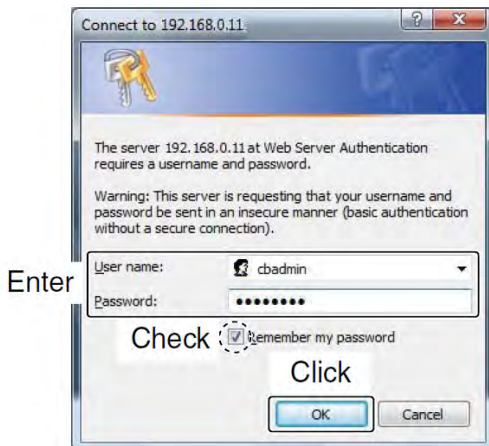 Connect to 192.168.0.11
The server 192.168.0.11 at Web Server Authentication
requires a username and password.
Warning: This server is requesting that your username and
password be sent in an insecure manner (basic authentication
without a secure connection).
Enter
User name:
cbadmin
Password:
••••••••
Check
Remember my password
Click
OK
Cancel